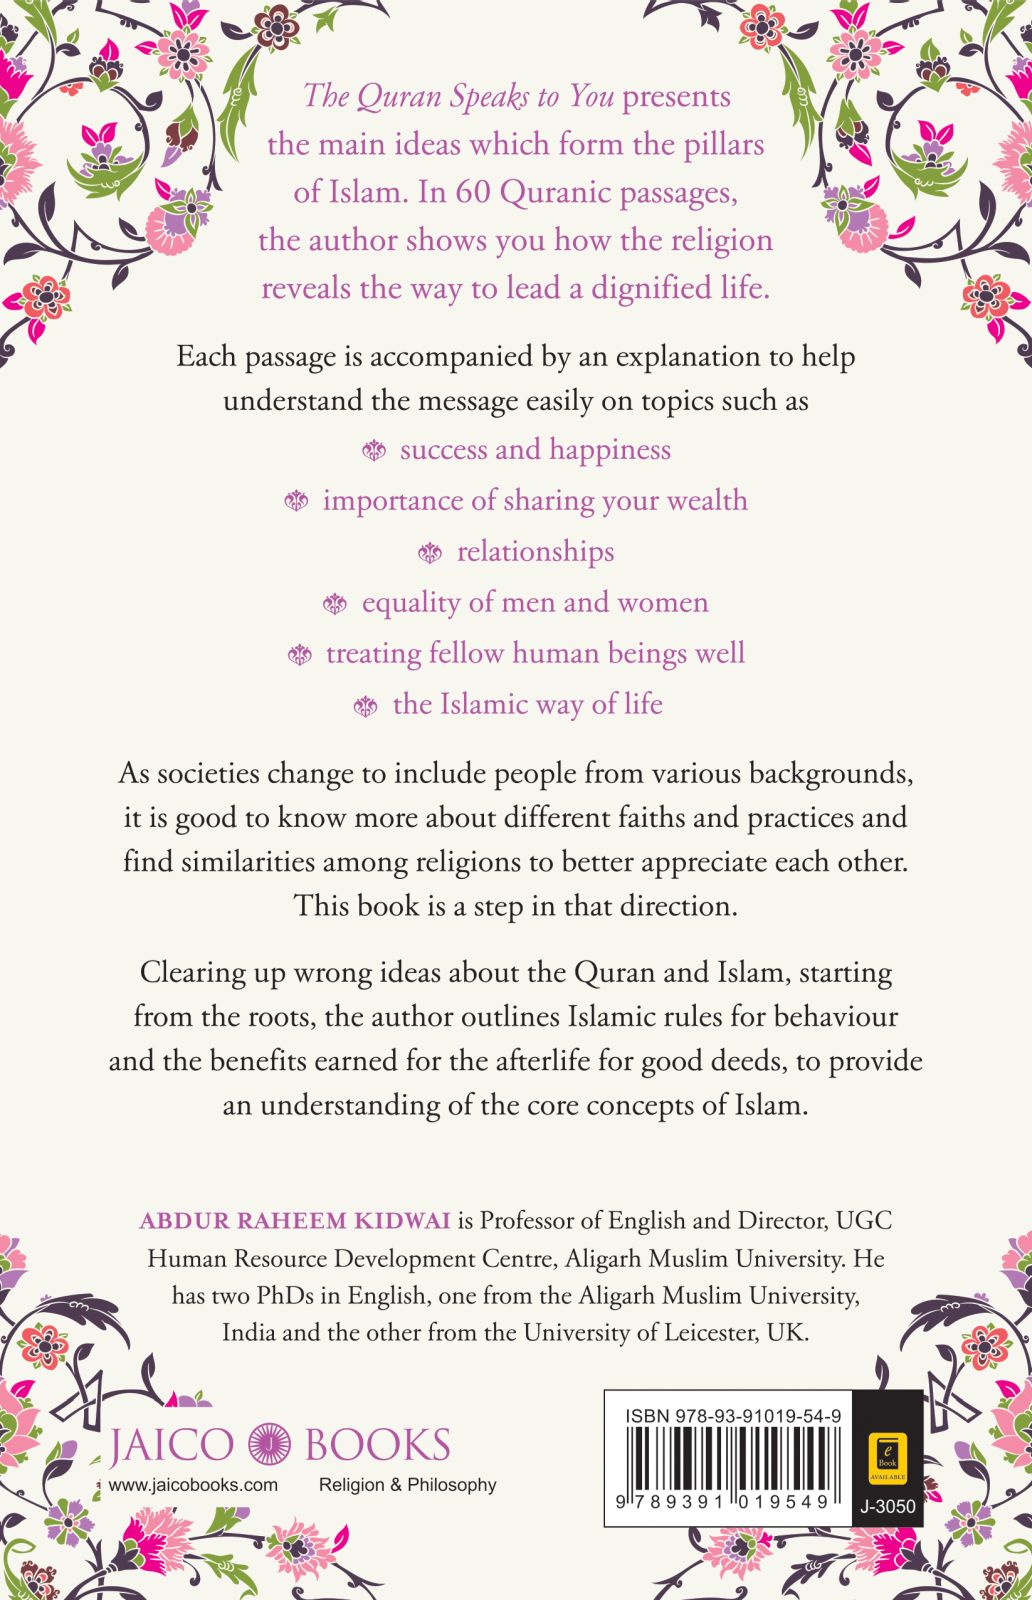 The Quran Speaks to You presents
the main ideas which form the pillars
of Islam. In 60 Quranic passages,
the author shows you how the religion
reveals the way to lead a dignified life.
Each passage is accompanied by an explanation to help
understand the message easily on topics such as
success and happiness
importance of sharing your wealth
relationships
equality of men and women
treating fellow human beings well
the Islamic way of life
As societies change to include people from various backgrounds,
it is good to know more about different faiths and practices and
find similarities among religions to better appreciate each other.
This book is a step in that direction.
Clearing up wrong ideas about the Quran and Islam, starting
from the roots, the author outlines Islamic rules for behaviour
and the benefits earned for the afterlife for good deeds, to provide
an understanding of the core concepts of Islam.
ABDUR RAHEEM KIDWAI is Professor of English and Director, UGC
Human Resource Development Centre, Aligarh Muslim University. He
has two PhDs in English, one from the Aligarh Muslim University,
India and the other from the University of Leicester, UK.
JAICO J BOOKS
www.jaicobooks.com Religion & Philosophy
ISBN 978-93-91019-54-9
9 789391 019549
e
Book
AVAILABLE
J-3050